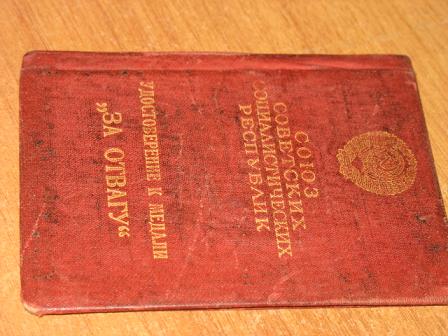 СОЮЗ
СОВЕТСКИХ
СОЦИАЛИСТИЧЕСКИХ
РЕСПУБЛИК
УДОСТОВЕРЕНИЕ К МЕДАЛИ
„ЗА ОТВАГУ“